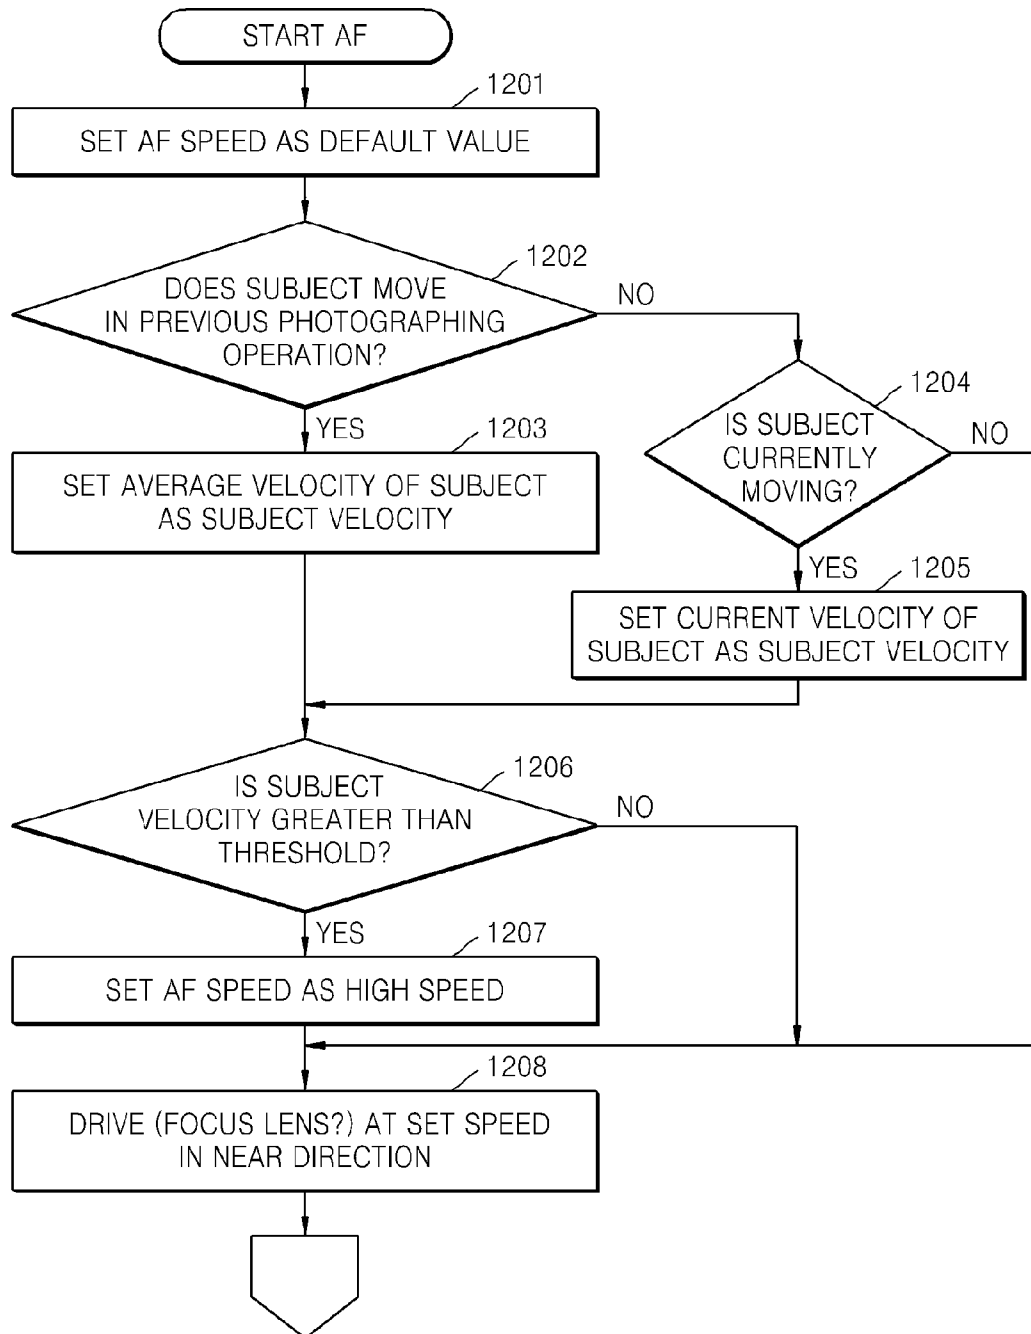 START AF
1201
SET AF SPEED AS DEFAULT VALUE
1202
DOES SUBJECT MOVE
IN PREVIOUS PHOTOGRAPHING
OPERATION?
NO
1204
IS SUBJECT
CURRENTLY
MOVING?
NO
YES
1203
SET AVERAGE VELOCITY OF SUBJECT
AS SUBJECT VELOCITY
YES
1205
SET CURRENT VELOCITY OF
SUBJECT AS SUBJECT VELOCITY
1206
IS SUBJECT
VELOCITY GREATER THAN
THRESHOLD?
NO
YES
1207
SET AF SPEED AS HIGH SPEED
1208
DRIVE (FOCUS LENS?) AT SET SPEED
IN NEAR DIRECTION